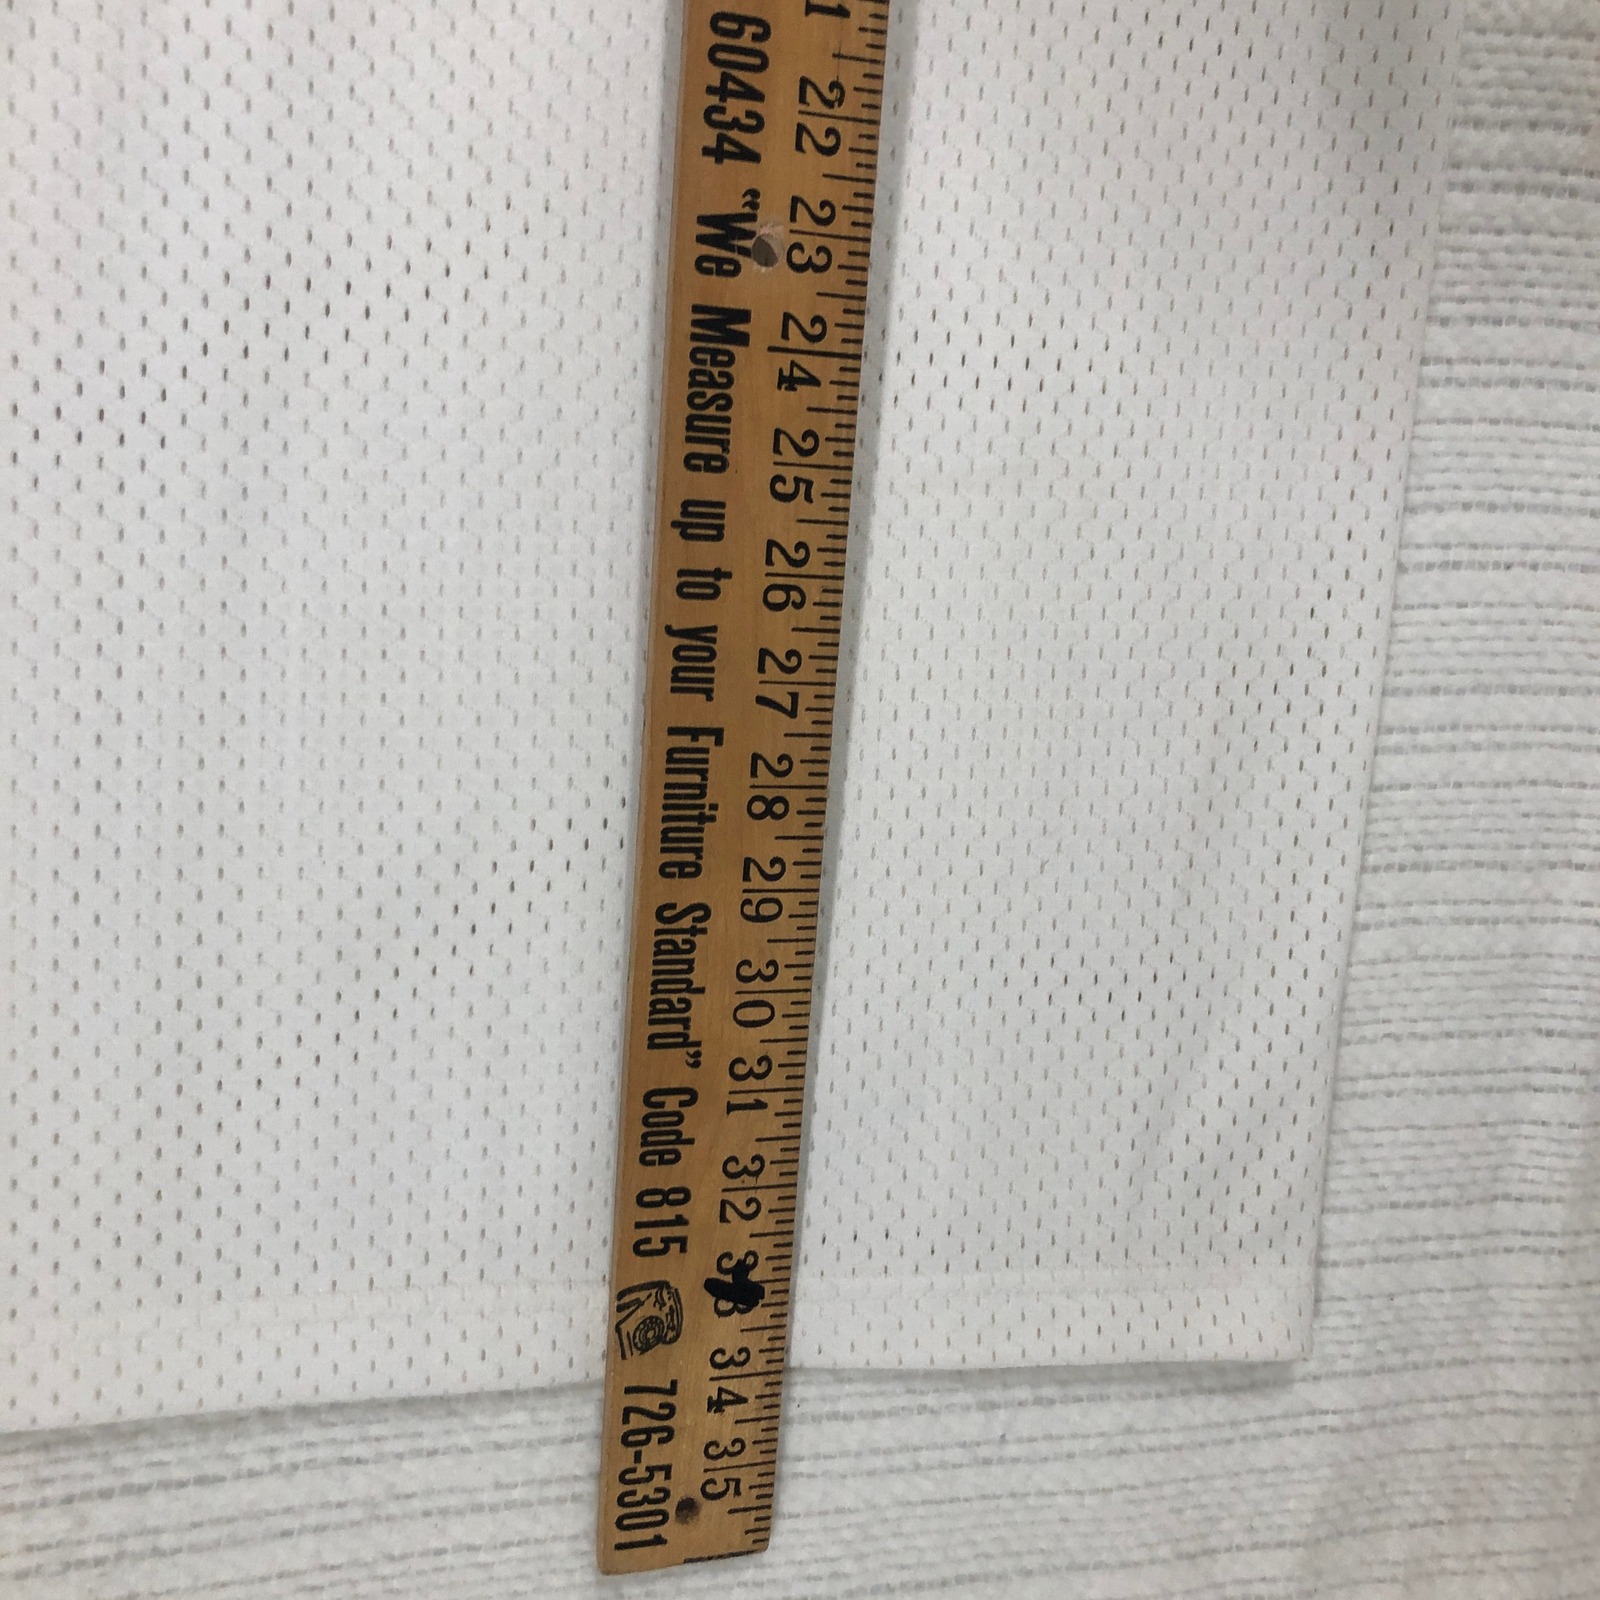 60434 "We Measure up to your Furniture Standard" Code 815 726-5301
1 22 23 24 25 26 27 28 29 30 31 32 33 34 35